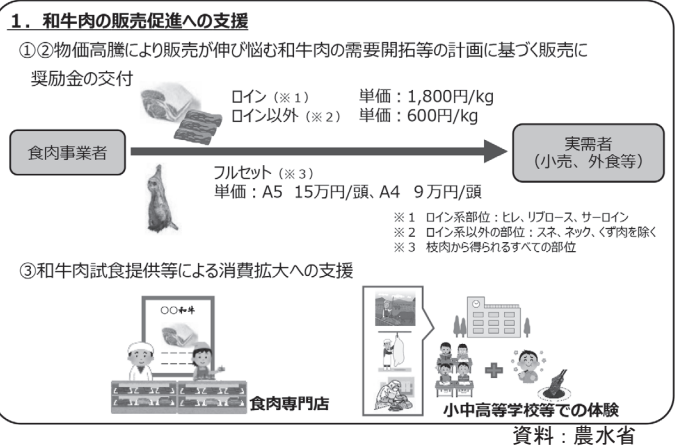 1．和牛肉の販売促進への支援
①②物価高騰により販売が伸び悩む和牛肉の需要開拓等の計画に基づく販売に
奨励金の交付
ロイン（※1） 単価：1,800円/kg
ロイン以外（※2） 単価：600円/kg
食肉事業者
実需者
（小売、外食等）
フルセット（※3）
単価：A5 15万円/頭、A4 9万円/頭
※1 ロイン系部位：ヒレ、リブロース、サーロイン
※2 ロイン系以外の部位：スネ、ネック、くず肉を除く
※3 枝肉から得られるすべての部位
③和牛肉試食提供等による消費拡大への支援
○○和牛
食肉専門店
小中高等学校等での体験
資料：農水省